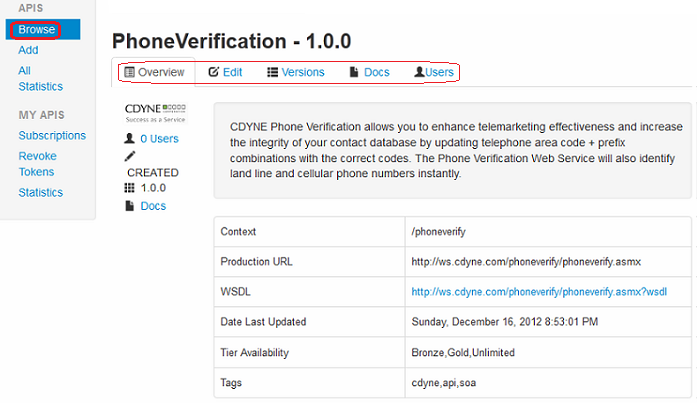 APIS
Browse
Add
All
Statistics
MY APIS
Subscriptions
Revoke
Tokens
Statistics
PhoneVerification - 1.0.0
Overview Edit Versions Docs Users
CDYNE
Success as a Service
0 Users
CREATED
1.0.0
Docs
CDYNE Phone Verification allows you to enhance telemarketing effectiveness and increase
the integrity of your contact database by updating telephone area code + prefix
combinations with the correct codes. The Phone Verification Web Service will also identify
land line and cellular phone numbers instantly.
Context /phoneverify
Production URL http://ws.cdyne.com/phoneverify/phoneverify.asmx
WSDL http://ws.cdyne.com/phoneverify/phoneverify.asmx?wsdl
Date Last Updated Sunday, December 16, 2012 8:53:01 PM
Tier Availability Bronze,Gold,Unlimited
Tags cdyne,api,soa